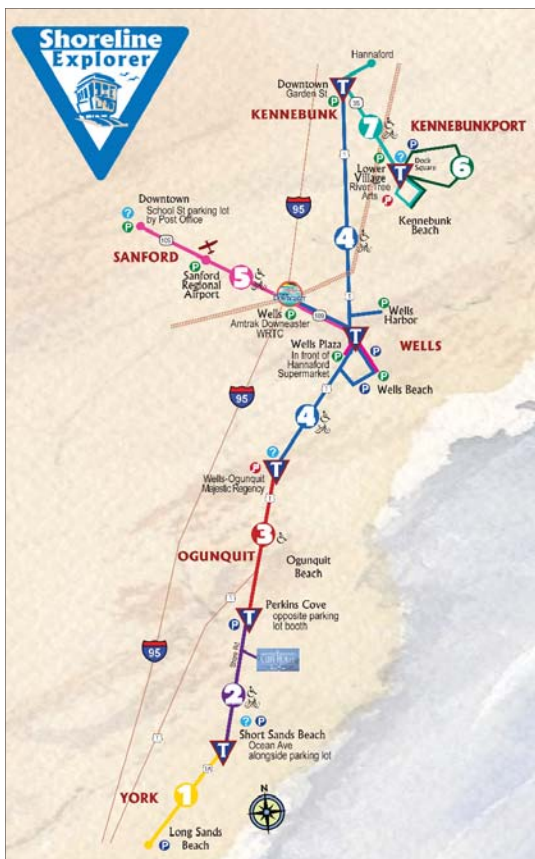 Shoreline
Explorer
Hannaford
Downtown
Garden St
T
P
KENNEBUNK
35
7
KENNEBUNKPORT
P
P
?
Dock
Square
6
Lower
Village
River Tree
Arts
T
Kennebunk
Beach
1
95
4
Downtown
School St parking lot
by Post Office
?
P
109
SANFORD
P
Sanford
Regional
Airport
5
Wells
Amtrak Downeaster
WRTC
P
109
1
P
Wells
Harbor
T
WELLS
Wells Plaza
In front of
Hannaford
Supermarket
P
P
P
P
Wells Beach
95
4
?
T
Wells-Ogunquit
Majestic Regency
1
3
OGUNQUIT
Ogunquit
Beach
1
T
P
Perkins Cove
opposite parking
lot booth
95
Shore Rd
2
? P
Short Sands Beach
Ocean Ave
alongside parking lot
T
1
1A
YORK
1
P
Long Sands
Beach
N